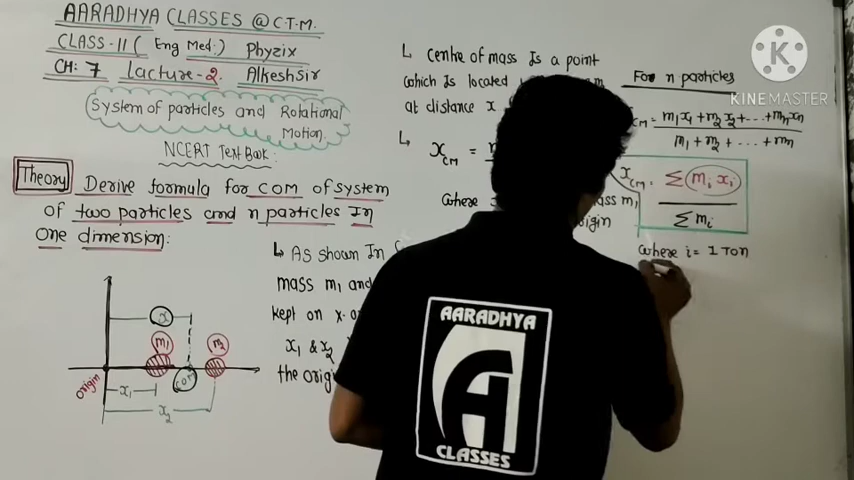 AARADHYA CLASSES @ C.T.M.
CLASS-11 ( Eng Med.) Phyzix
CH: 7 Lacture-2. Alkeshsir
System of particles and Rotational
Motion.
NCERT Text Book:
Theory Derive formula for COM of system
of two particles and n particles In
one dimension:
x
m1
m2
origin
COM
x1
x2
↳ As shown In
mass m1 and
kept on x-
x1 & x2
the origin
↳ centre of mass Is a point
which Is located
at distance x
↳ xCM =
where
mass m1
origin
For n particles
xCM = m1x1+m2x2+...+mnxn
m1+m2+...+mn
xCM = Σ(mi xi)
Σmi
where i= 1 To n
K
KINEMASTER
AARADHYA
A
CLASSES